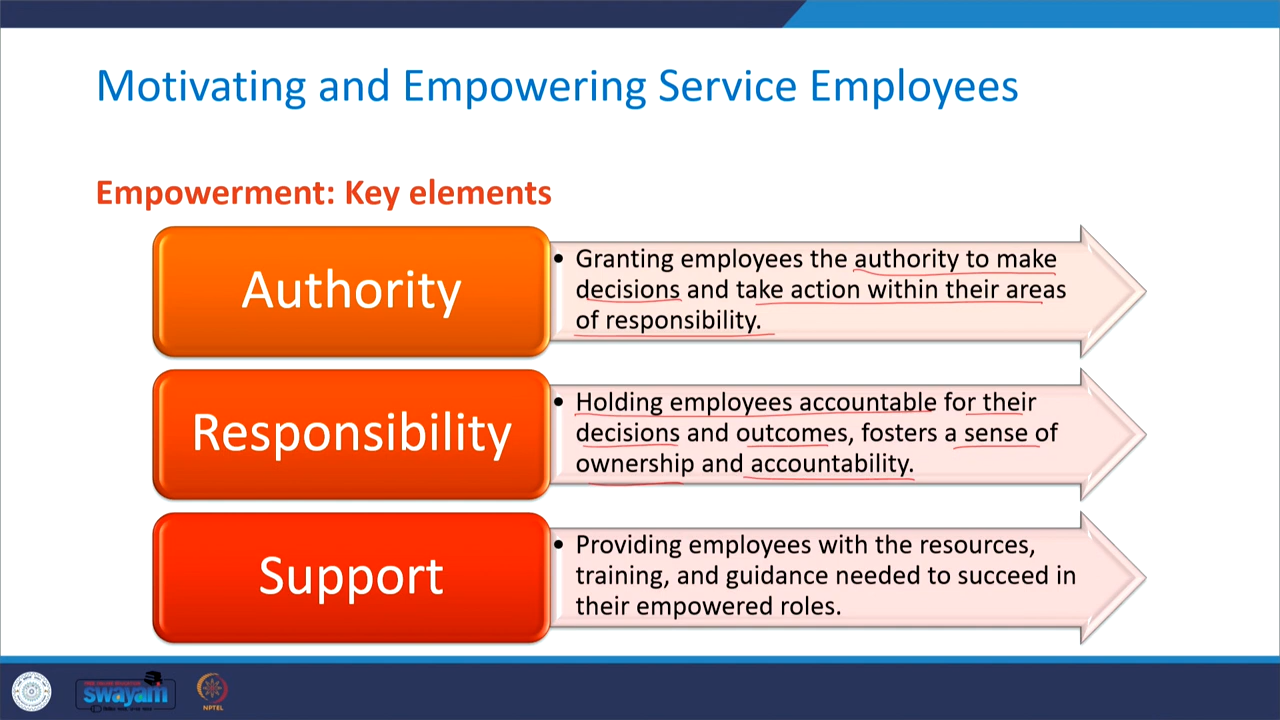 Motivating and Empowering Service Employees
Empowerment: Key elements
Authority
• Granting employees the authority to make
decisions and take action within their areas
of responsibility.
Responsibility
• Holding employees accountable for their
decisions and outcomes, fosters a sense of
ownership and accountability.
Support
• Providing employees with the resources,
training, and guidance needed to succeed in
their empowered roles.
swayam
NPTEL